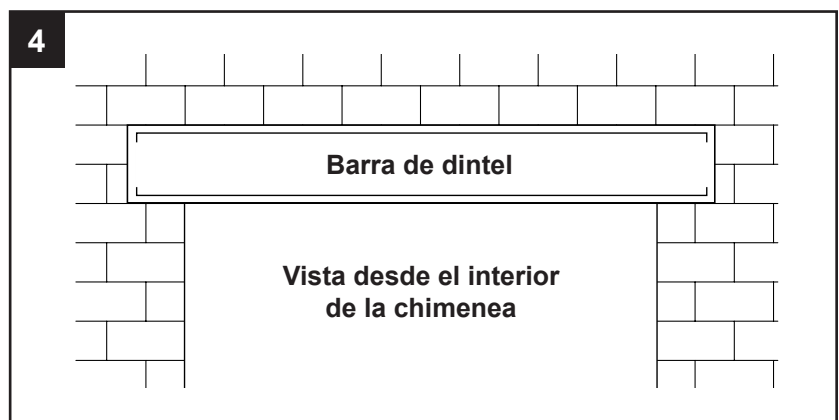 4
Barra de dintel
Vista desde el interior
de la chimenea